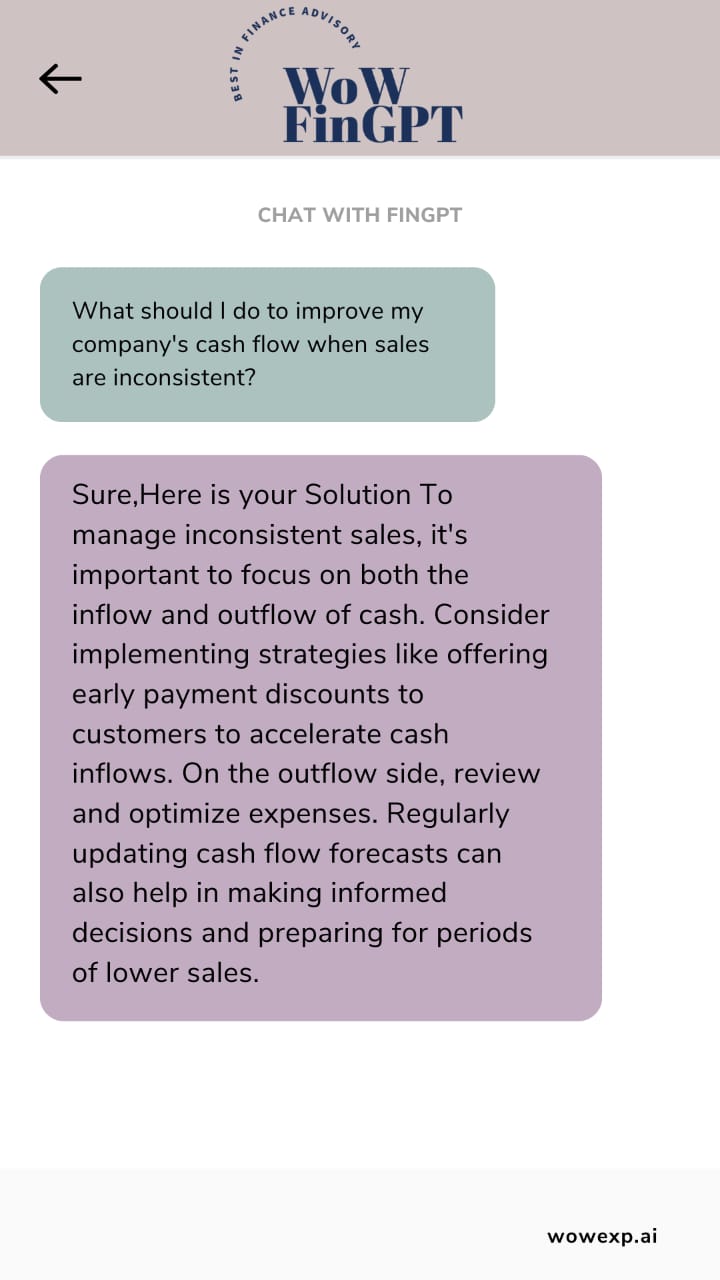 BEST IN FINANCE ADVISORY
WoW
FinGPT
CHAT WITH FINGPT
What should I do to improve my
company's cash flow when sales
are inconsistent?
Sure,Here is your Solution To
manage inconsistent sales, it's
important to focus on both the
inflow and outflow of cash. Consider
implementing strategies like offering
early payment discounts to
customers to accelerate cash
inflows. On the outflow side, review
and optimize expenses. Regularly
updating cash flow forecasts can
also help in making informed
decisions and preparing for periods
of lower sales.
wowexp.ai